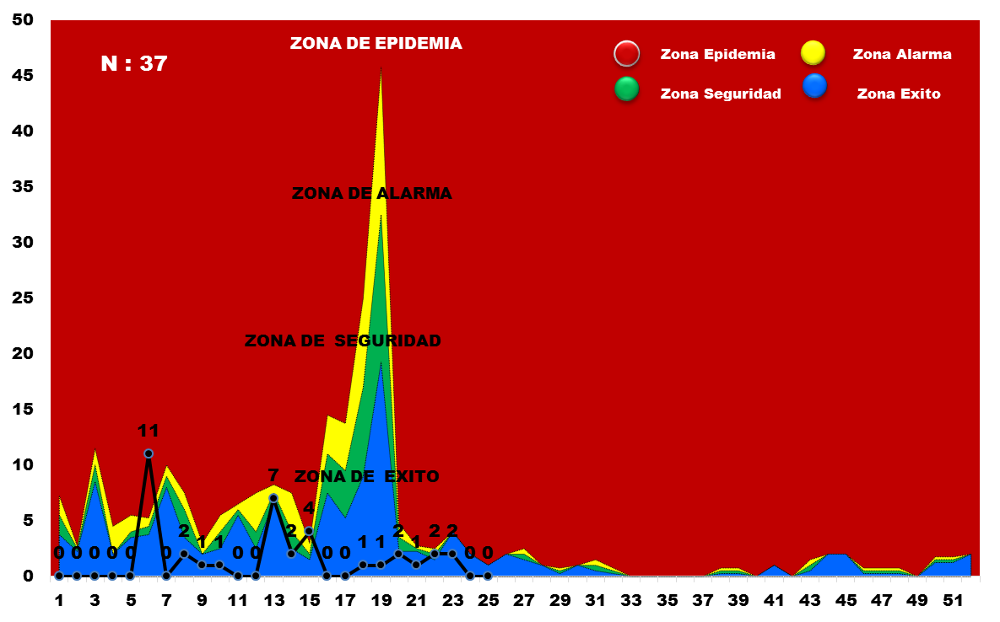 50
ZONA DE EPIDEMIA
N : 37
Zona Epidemia
Zona Alarma
45
Zona Seguridad
Zona Exito
40
35
ZONA DE ALARMA
30
25
20
ZONA DE  SEGURIDAD
15
11
10
7
ZONA DE  EXITO
5
4
0 0 0 0 0 0 2 1 1 0 0 2 0 0 1 1 2 1 2 2 0 0
0
1 3 5 7 9 11 13 15 17 19 21 23 25 27 29 31 33 35 37 39 41 43 45 47 49 51